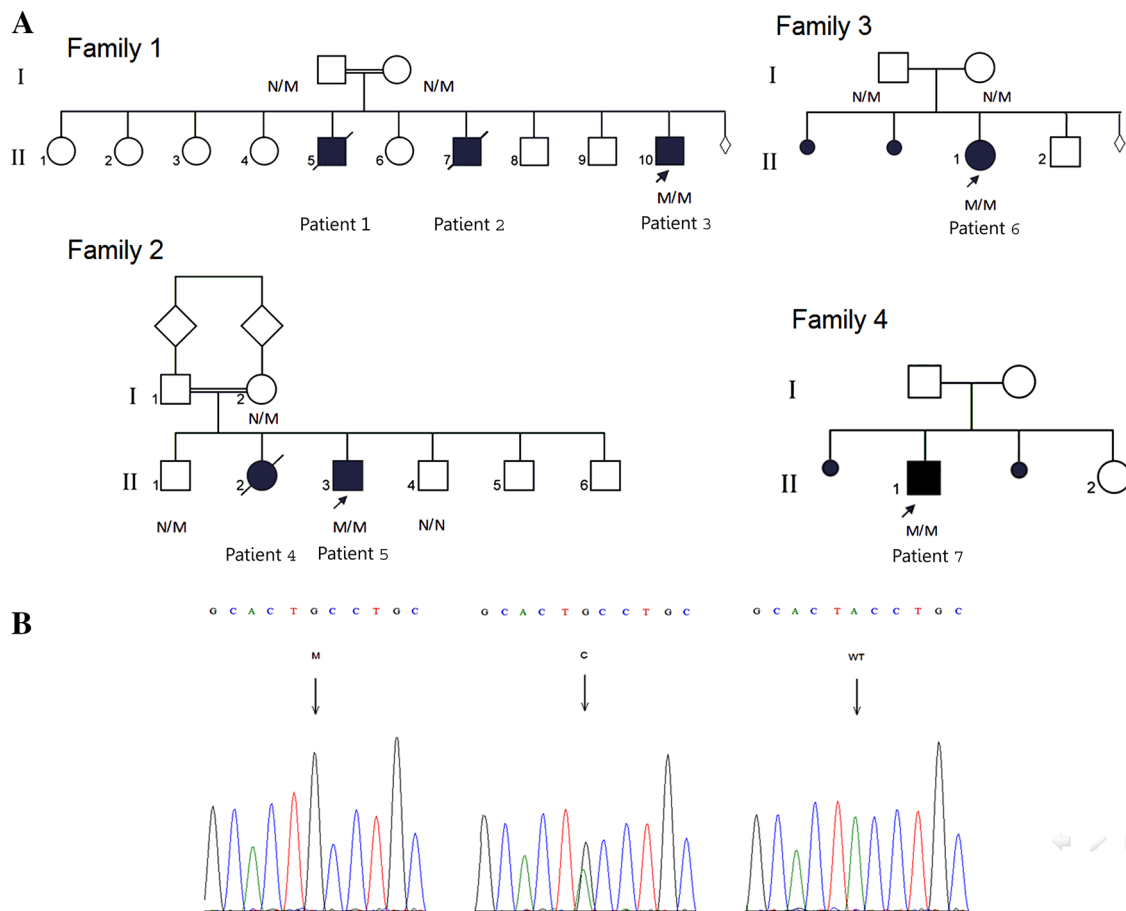 A
Family 1
I
N/M N/M
II
1 2 3 4 5 6 7 8 9 10
M/M
Patient 1 Patient 2 Patient 3
Family 3
I
N/M N/M
II
1 2
M/M
Patient 6
Family 2
I
1 2
N/M
II
1 2 3 4 5 6
N/M M/M N/N
Patient 4 Patient 5
Family 4
I
II
1 2
M/M
Patient 7
B
G C A C T G C C T G C
M
G C A C T G C C T G C
C
G C A C T A C C T G C
WT